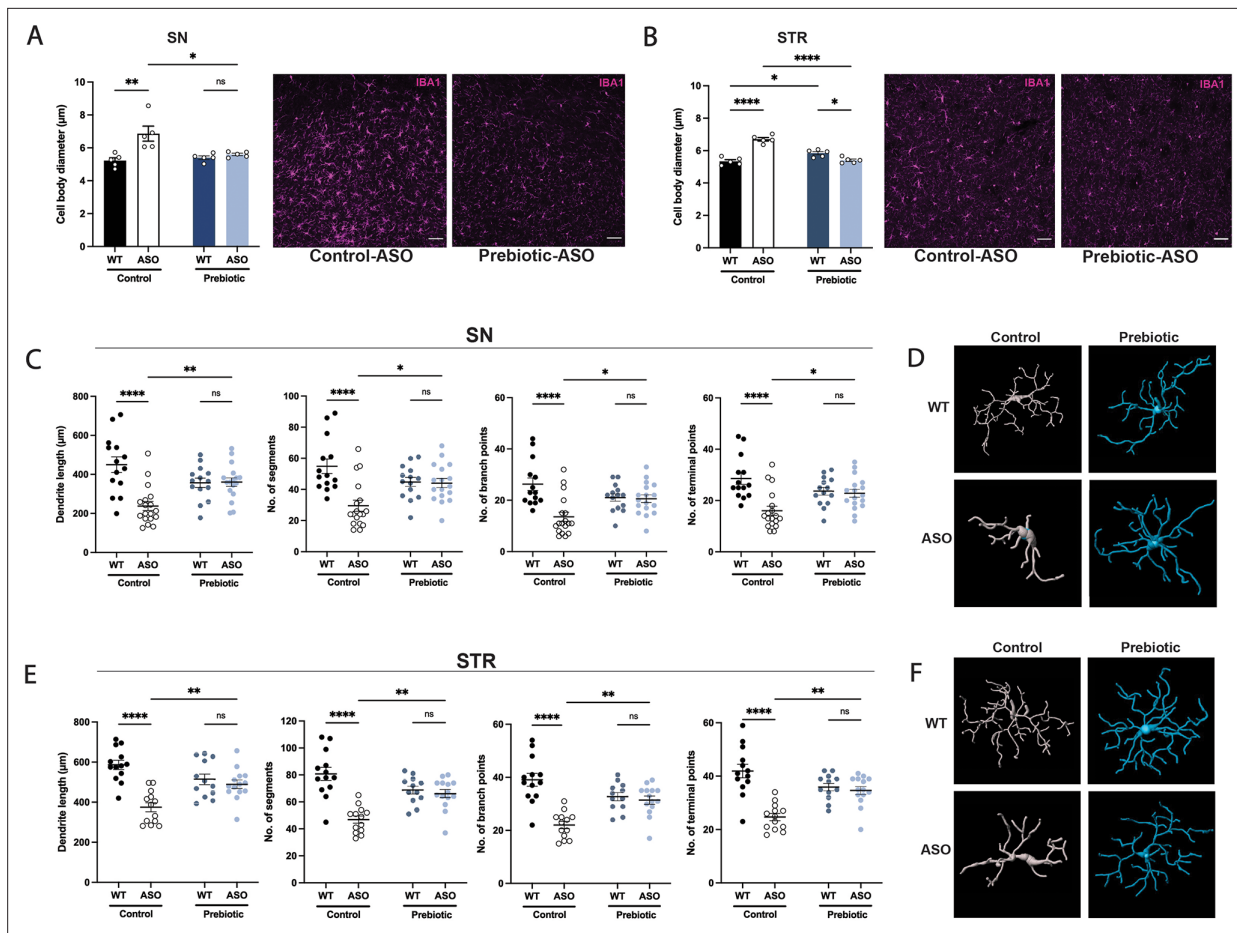 A
SN
B
STR
*
**
ns
10
8
6
4
2
0
Cell body diameter (µm)
WT
ASO
WT
ASO
Control
Prebiotic
IBA1
IBA1
Control-ASO
Prebiotic-ASO
****
*
****
*
10
8
6
4
2
0
Cell body diameter (µm)
WT
ASO
WT
ASO
Control
Prebiotic
IBA1
IBA1
Control-ASO
Prebiotic-ASO
C
SN
**
****
ns
800
600
400
200
0
Dendrite length (µm)
WT
ASO
WT
ASO
Control
Prebiotic
*
****
ns
100
80
60
40
20
0
No. of segments
WT
ASO
WT
ASO
Control
Prebiotic
*
****
ns
60
40
20
0
No. of branch points
WT
ASO
WT
ASO
Control
Prebiotic
*
****
ns
60
40
20
0
No. of terminal points
WT
ASO
WT
ASO
Control
Prebiotic
D
Control
Prebiotic
WT
ASO
E
STR
**
****
ns
800
600
400
200
0
Dendrite length (µm)
WT
ASO
WT
ASO
Control
Prebiotic
**
****
ns
120
100
80
60
40
20
0
No. of segments
WT
ASO
WT
ASO
Control
Prebiotic
**
****
ns
60
40
20
0
No. of branch points
WT
ASO
WT
ASO
Control
Prebiotic
**
****
ns
60
40
20
0
No. of terminal points
WT
ASO
WT
ASO
Control
Prebiotic
F
Control
Prebiotic
WT
ASO